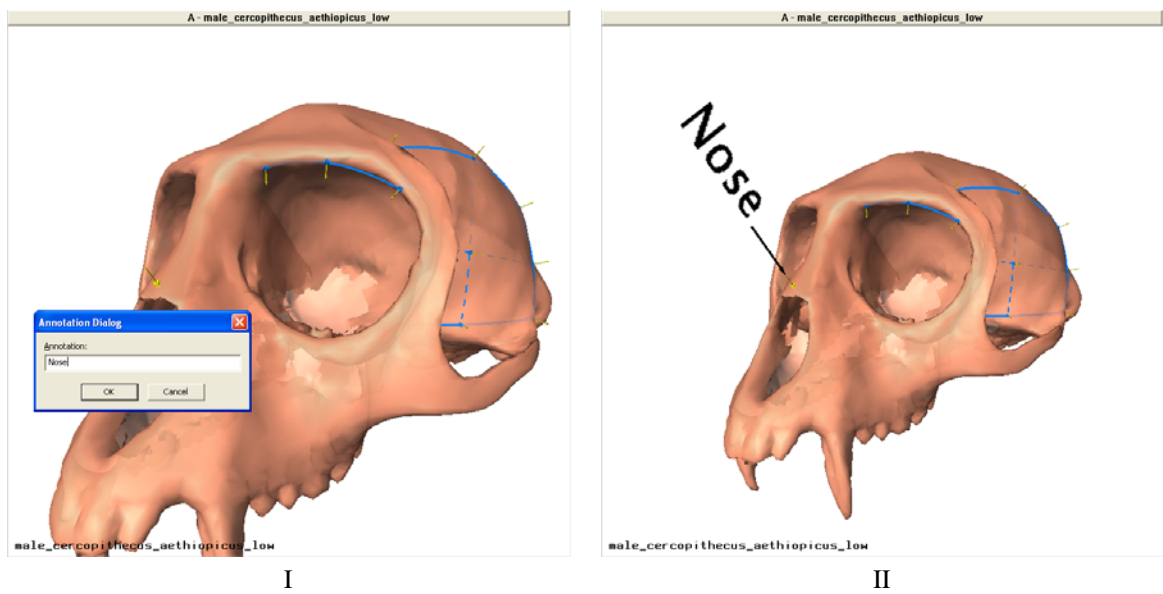 A - male_cercopithecus_aethiopicus_low
Annotation Dialog
Annotation:
Nose
OK Cancel
male_cercopithecus_aethiopicus_low
I
A - male_cercopithecus_aethiopicus_low
Nose
male_cercopithecus_aethiopicus_low
II